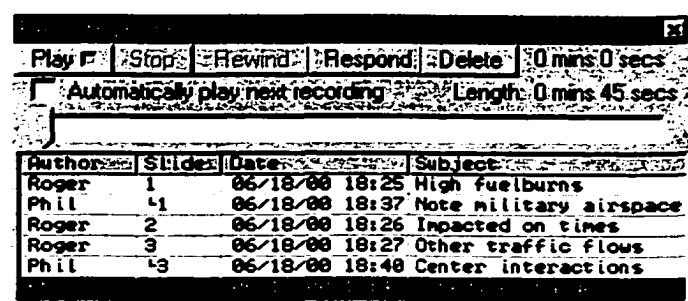 Play Stop Rewind Respond Delete 0 mins 0 secs
Automatically play next recording Length: 0 mins 45 secs
Author Slides Date Subject
Roger 1 06/18/00 18:25 High fuelburns
Phil 1 06/18/00 18:37 Note military airspace
Roger 2 06/18/00 18:26 Impacted on times
Roger 3 06/18/00 18:27 Other traffic flows
Phil 3 06/18/00 18:40 Center interactions